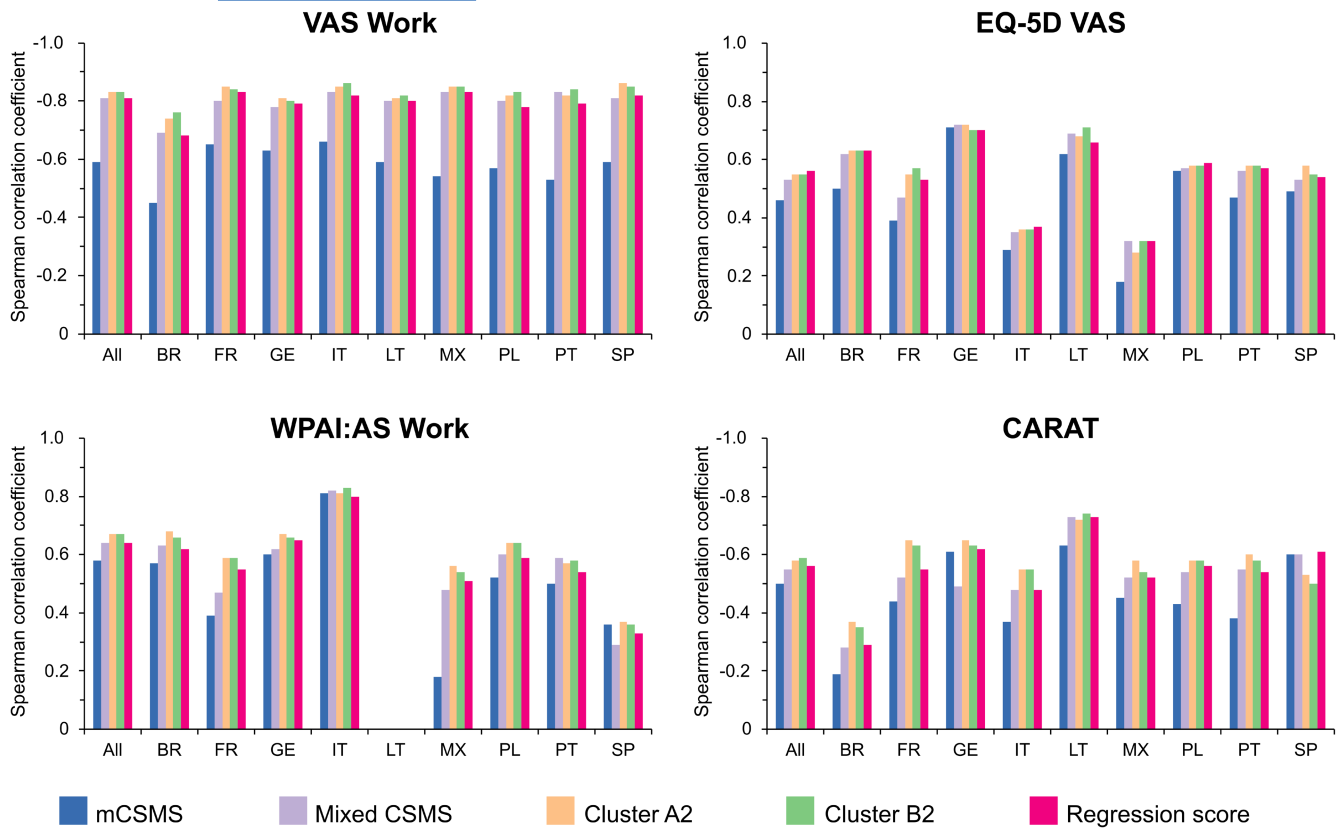 VAS Work
Spearman correlation coefficient
-1.0
-0.8
-0.6
-0.4
-0.2
0
All BR FR GE IT LT MX PL PT SP
EQ-5D VAS
Spearman correlation coefficient
1.0
0.8
0.6
0.4
0.2
0
All BR FR GE IT LT MX PL PT SP
WPAI:AS Work
Spearman correlation coefficient
1.0
0.8
0.6
0.4
0.2
0
All BR FR GE IT LT MX PL PT SP
CARAT
Spearman correlation coefficient
-1.0
-0.8
-0.6
-0.4
-0.2
0
All BR FR GE IT LT MX PL PT SP
mCSMS Mixed CSMS Cluster A2 Cluster B2 Regression score